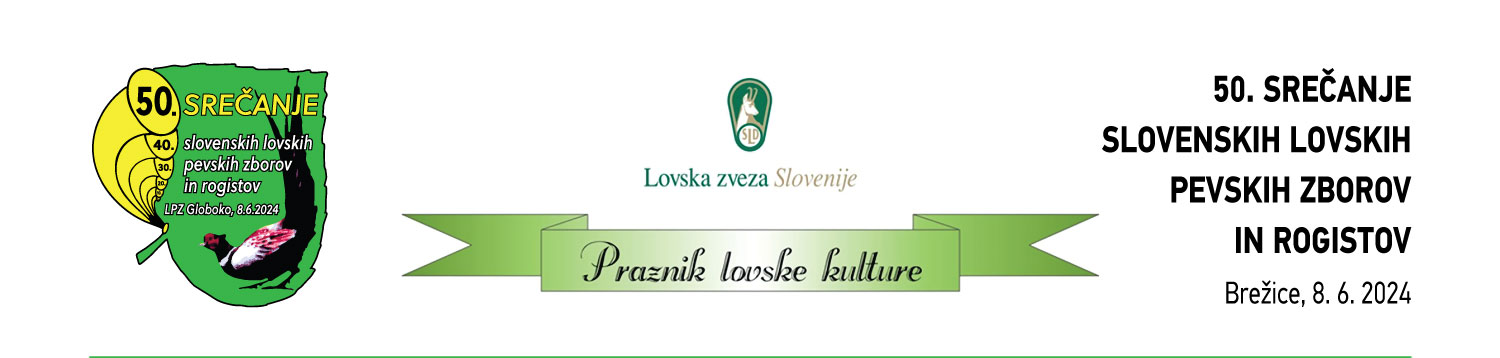 50. SREČANJE
40. slovenskih lovskih
30. pevskih zborov
in rogistov
LPZ Globoko, 8.6.2024
SLD
Lovska zveza Slovenije
Praznik lovske kulture
50. SREČANJE
SLOVENSKIH LOVSKIH
PEVSKIH ZBOROV
IN ROGISTOV
Brežice, 8. 6. 2024